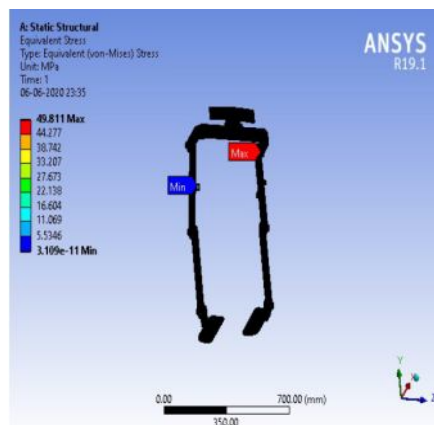 A: Static Structural
Equivalent Stress
Type: Equivalent (von-Mises) Stress
Unit: MPa
Time: 1
06-06-2020 23:35
ANSYS
R19.1
49.811 Max
44.277
38.742
33.207
27.673
22.138
16.604
11.069
5.5346
3.109e-11 Min
Max
Min
0.00
700.00 (mm)
350.00
Y
Z